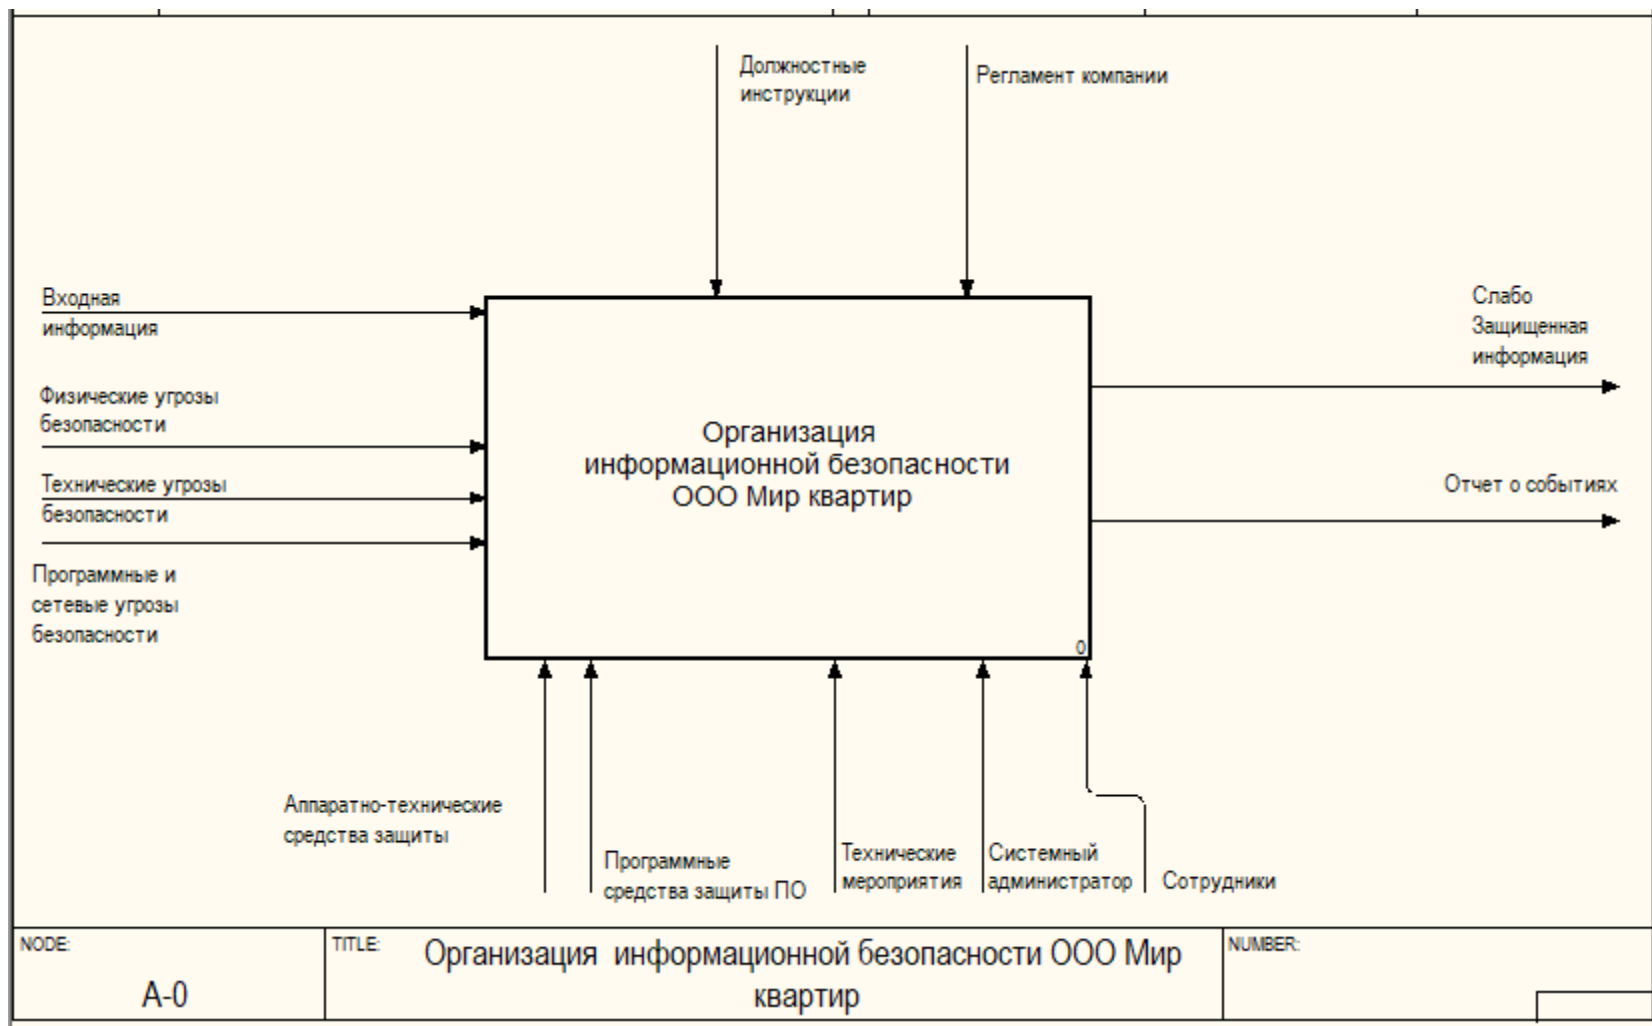 Должностные
инструкции
Регламент компании
Входная
информация
Физические угрозы
безопасности
Технические угрозы
безопасности
Программные и
сетевые угрозы
безопасности
Организация
информационной безопасности
ООО Мир квартир
0
Слабо
Защищенная
информация
Отчет о событиях
Аппаратно-технические
средства защиты
Программные
средства защиты ПО
Технические
мероприятия
Системный
администратор
Сотрудники
NODE:
A-0
TITLE:
Организация информационной безопасности ООО Мир
квартир
NUMBER: